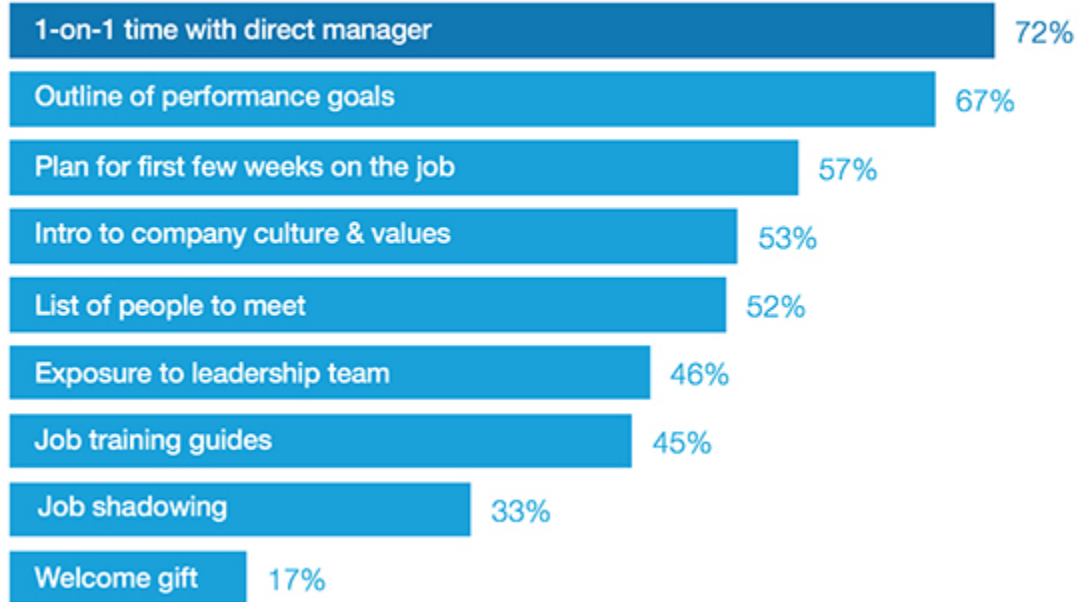 1-on-1 time with direct manager 72%
Outline of performance goals 67%
Plan for first few weeks on the job 57%
Intro to company culture & values 53%
List of people to meet 52%
Exposure to leadership team 46%
Job training guides 45%
Job shadowing 33%
Welcome gift 17%